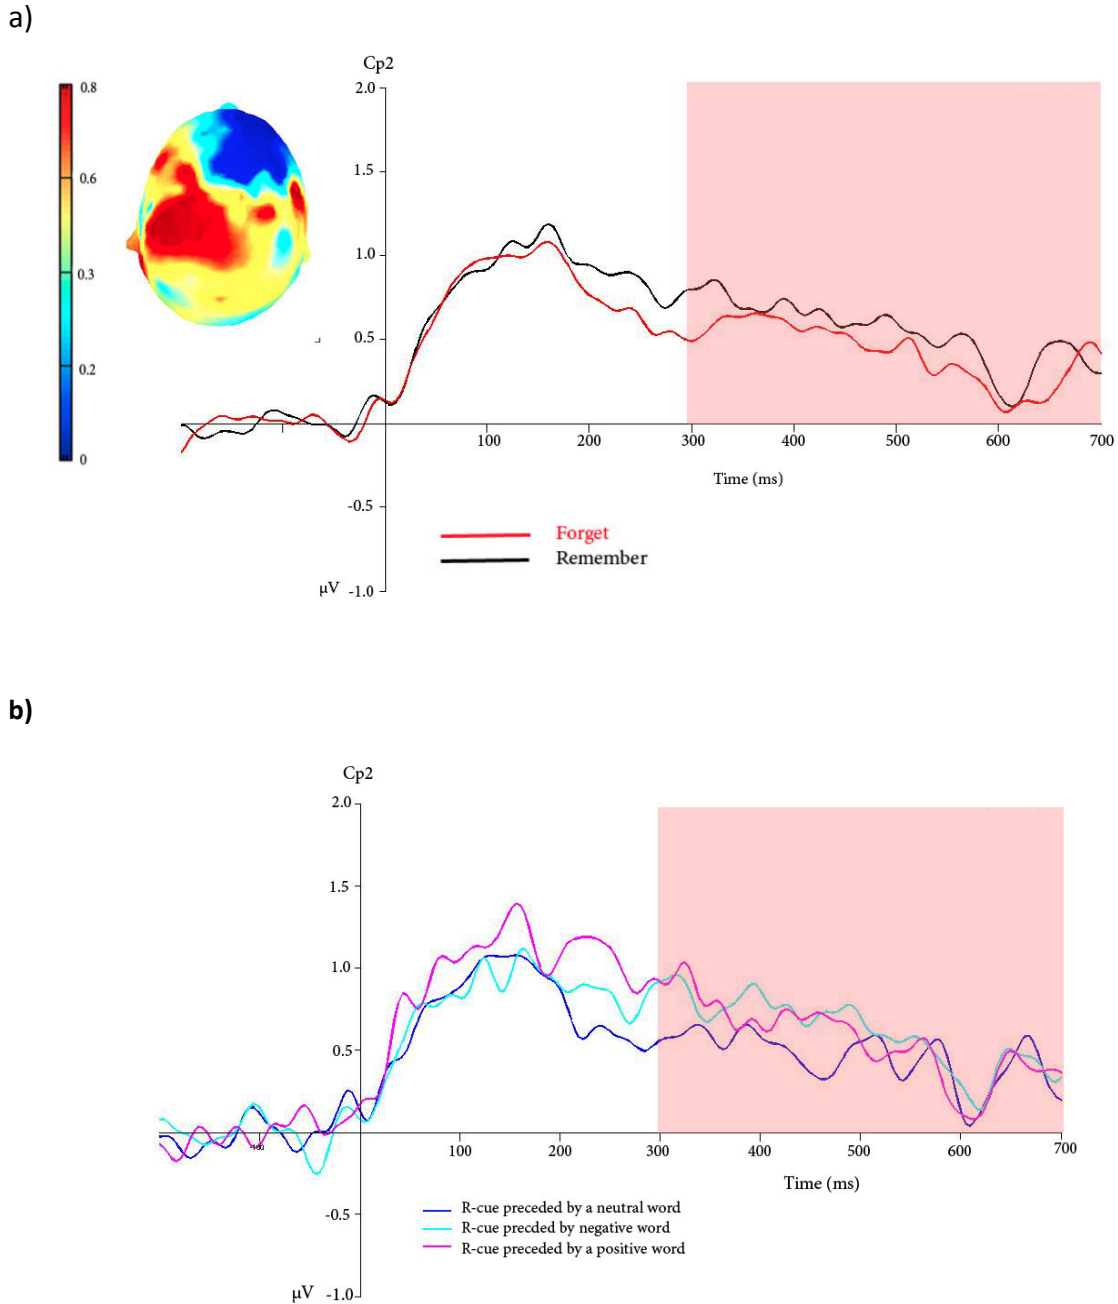 a)
Cp2
2.0
0.8
1.5
0.6
1.0
0.3
0.5
0.2
100 200 300 400 500 600 700
0
Time (ms)
-0.5
Forget
Remember
µV -1.0
b)
Cp2
2.0
1.5
1.0
0.5
-100 100 200 300 400 500 600 700
Time (ms)
R-cue preceded by a neutral word
-0.5
R-cue precded by negative word
R-cue preceded by a positive word
µV -1.0